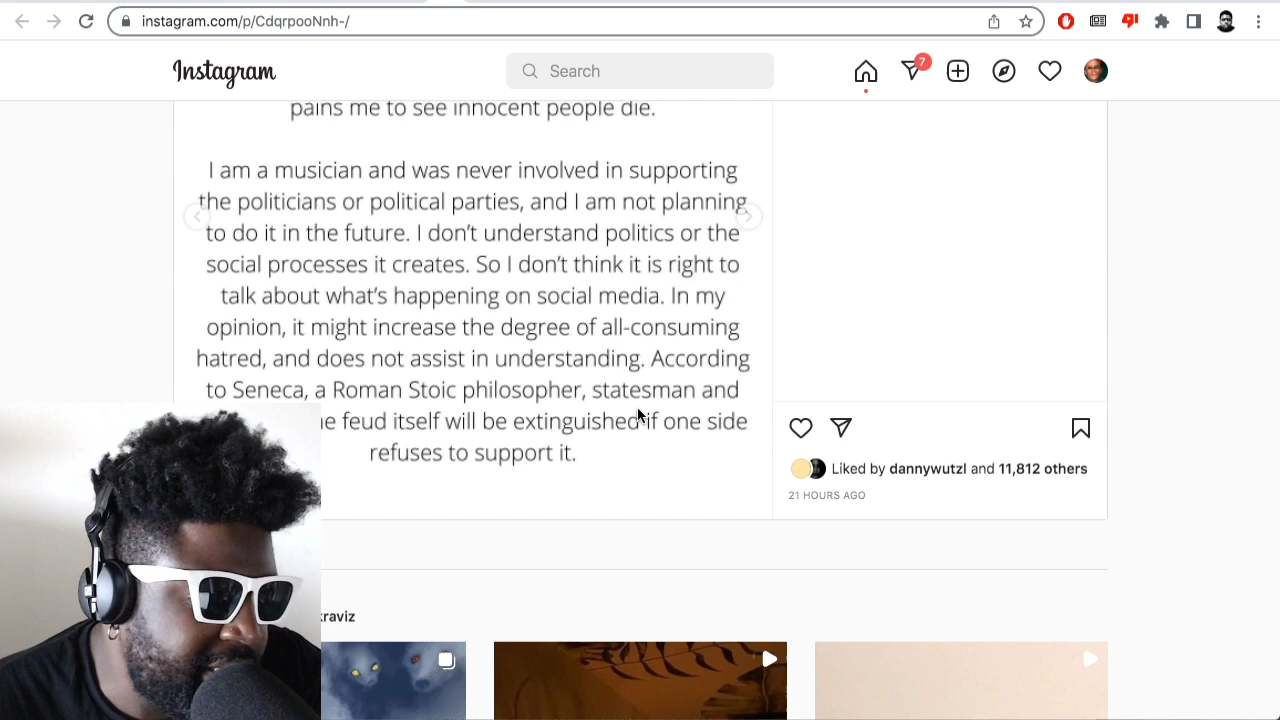 instagram.com/p/CdqrpooNnh-/
Instagram
Search
7
pains me to see innocent people die.
I am a musician and was never involved in supporting
the politicians or political parties, and I am not planning
to do it in the future. I don't understand politics or the
social processes it creates. So I don't think it is right to
talk about what's happening on social media. In my
opinion, it might increase the degree of all-consuming
hatred, and does not assist in understanding. According
to Seneca, a Roman Stoic philosopher, statesman and
feud itself will be extinguished if one side
refuses to support it.
Liked by dannywutzl and 11,812 others
21 HOURS AGO
kraviz